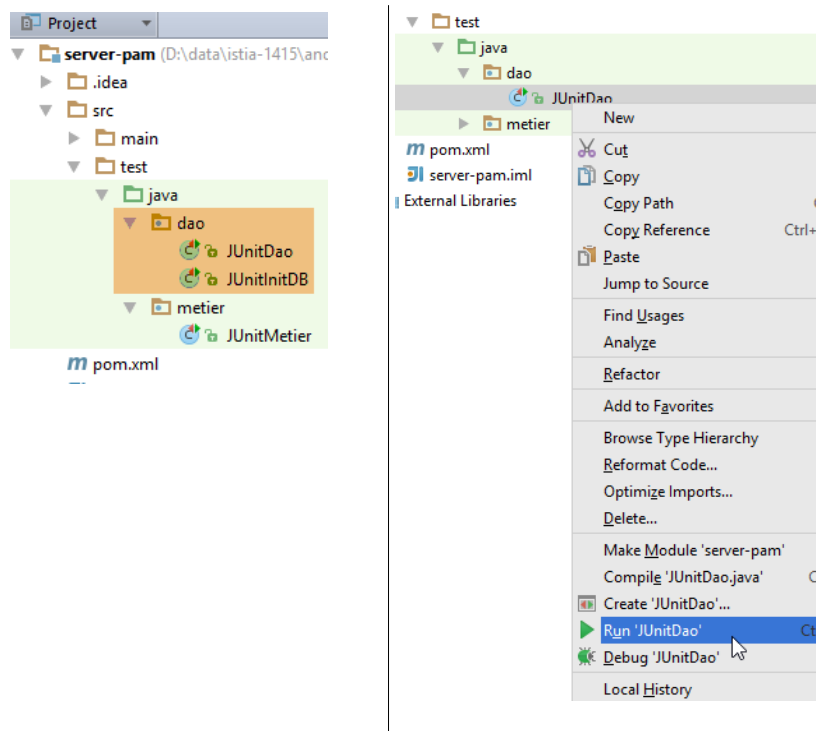 Project
server-pam (D:\data\istia-1415\and
.idea
src
main
test
java
dao
JUnitDao
JUnitInitDB
metier
JUnitMetier
pom.xml
test
java
dao
JUnitDao
metier
pom.xml
server-pam.iml
External Libraries
New
Cut
Copy
Copy Path
Copy Reference Ctrl+
Paste
Jump to Source
Find Usages
Analyze
Refactor
Add to Favorites
Browse Type Hierarchy
Reformat Code...
Optimize Imports...
Delete...
Make Module 'server-pam'
Compile 'JUnitDao.java'
Create 'JUnitDao'...
Run 'JUnitDao' Ct
Debug 'JUnitDao'
Local History